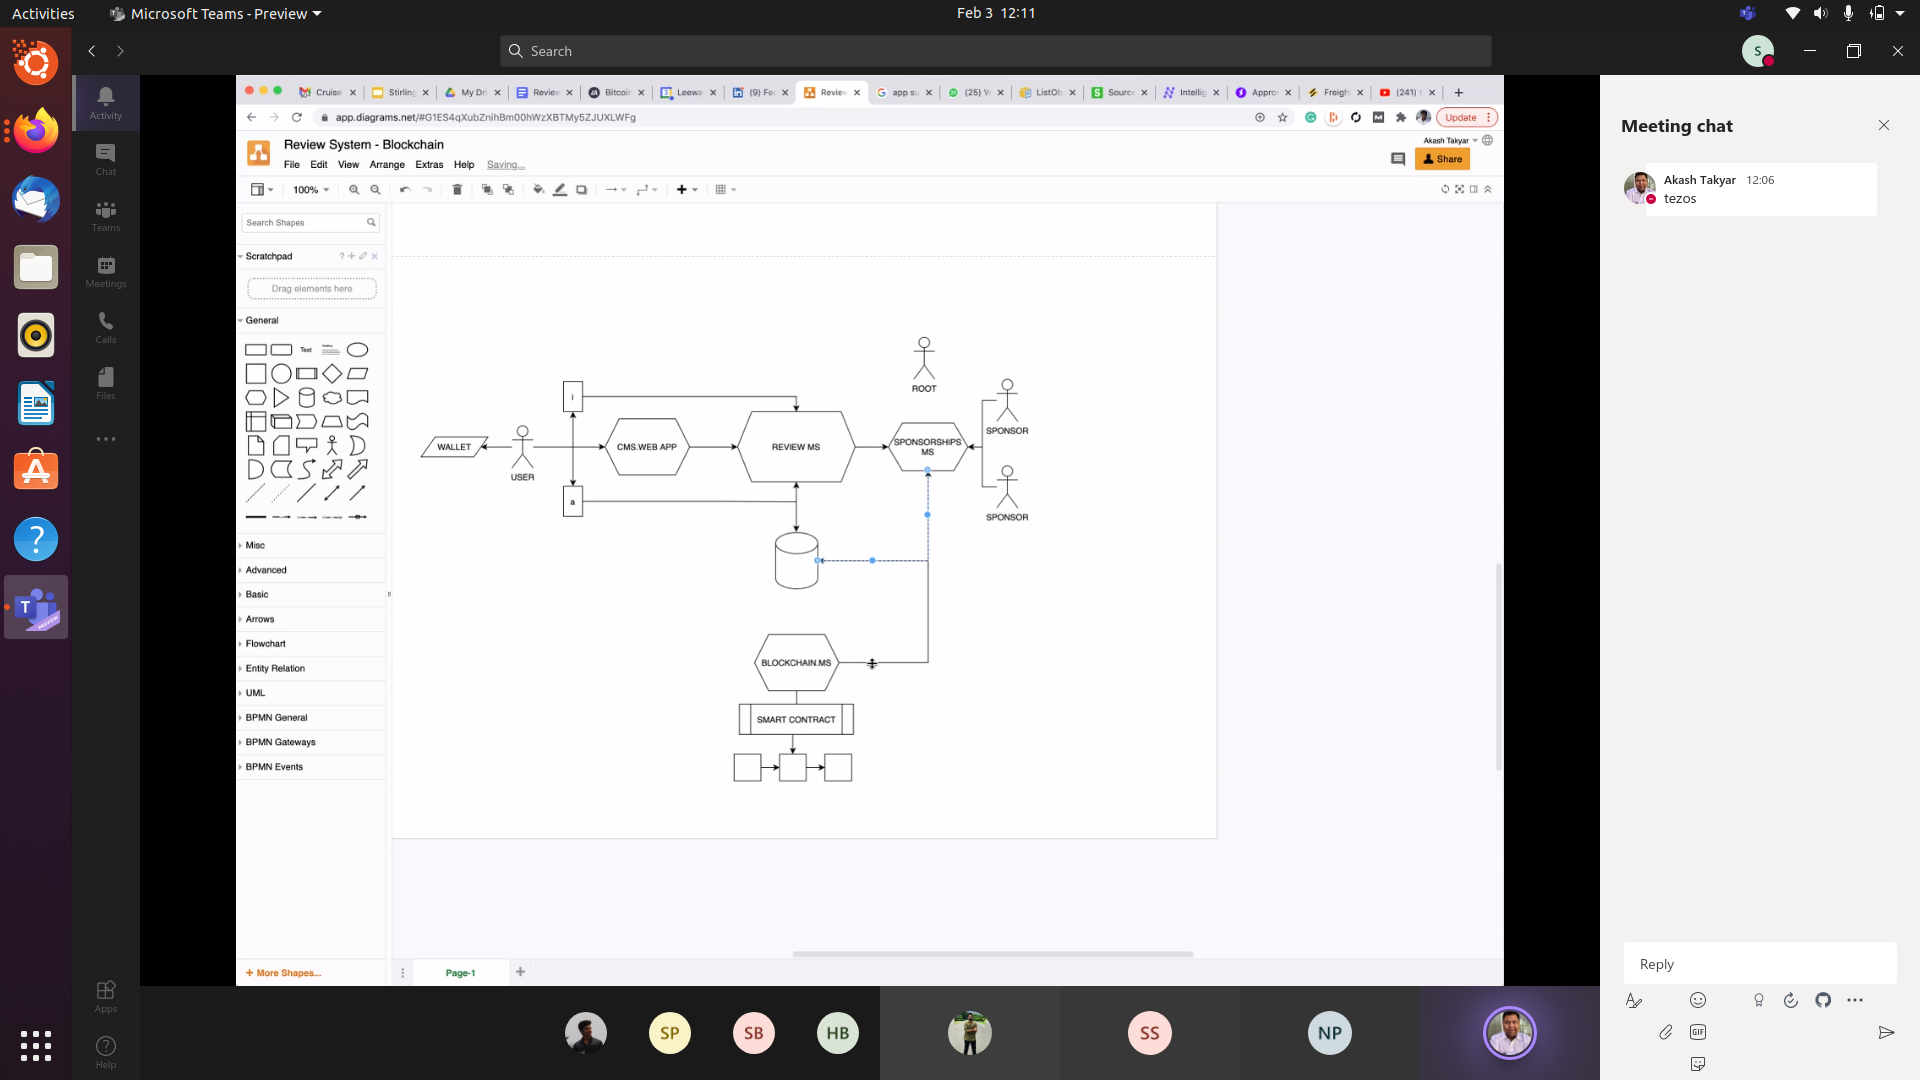 Activities
Microsoft Teams - Preview
Feb 3 12:11
Search
S
Activity
Chat
Teams
Meetings
Calls
Files
Apps
Help
Cruise
Stirling
My Dri
Review
Bitcoin
Leewa
(9) Fee
Review
app su
(25) W
ListOb
Source
Intellig
Appro
Freigh
(241)
app.diagrams.net/#G1ES4qXubZnihBm00hWzXBTMy5ZJUXLWFg
Update
Review System - Blockchain
Akash Takyar
File Edit View Arrange Extras Help Saving...
Share
100%
Search Shapes
Scratchpad
Drag elements here
General
Text
Heading
Misc
Advanced
Basic
Arrows
Flowchart
Entity Relation
UML
BPMN General
BPMN Gateways
BPMN Events
+ More Shapes...
Page-1
ROOT
SPONSOR
SPONSOR
i
WALLET
USER
CMS.WEB APP
REVIEW MS
SPONSORSHIPS
MS
a
BLOCKCHAIN.MS
SMART CONTRACT
Meeting chat
Akash Takyar 12:06
tezos
Reply
GIF
SP
SB
HB
SS
NP
T
PREVIEW